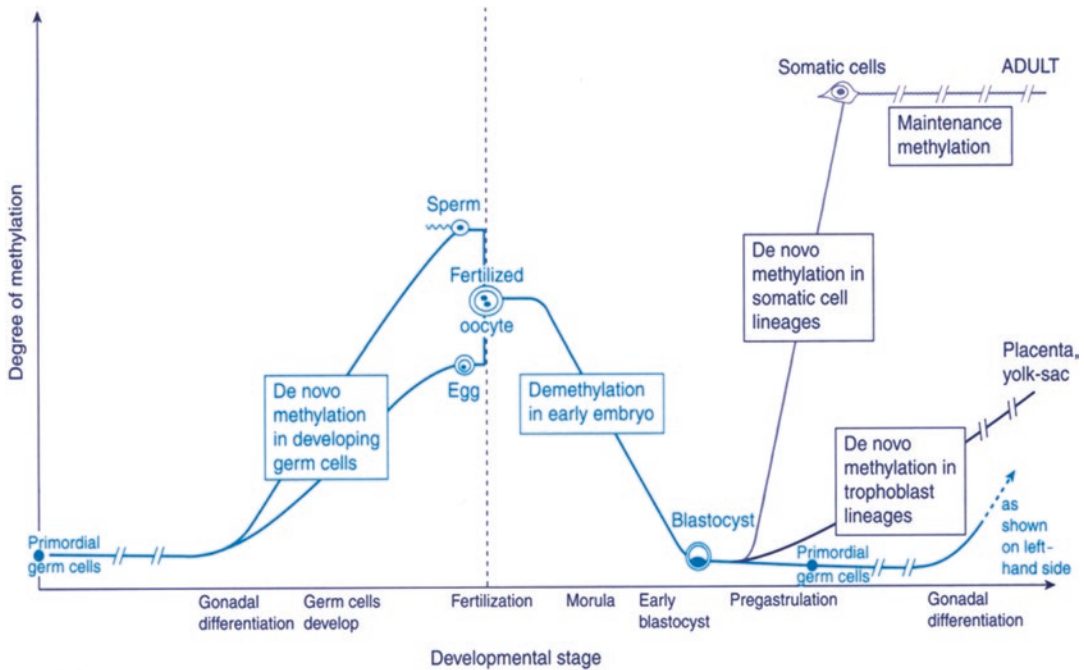 Somatic cells
ADULT
Maintenance
methylation
Sperm
Fertilized
oocyte
Egg
De novo
methylation in
somatic cell
lineages
Placenta,
yolk-sac
De novo
methylation
in developing
germ cells
Demethylation
in early embryo
De novo
methylation in
trophoblast
lineages
Blastocyst
Primordial
germ cells
Primordial
germ cells
as
shown
on left-
hand side
Degree of methylation
Gonadal
differentiation
Germ cells
develop
Fertilization
Morula
Early
blastocyst
Pregastrulation
Gonadal
differentiation
Developmental stage